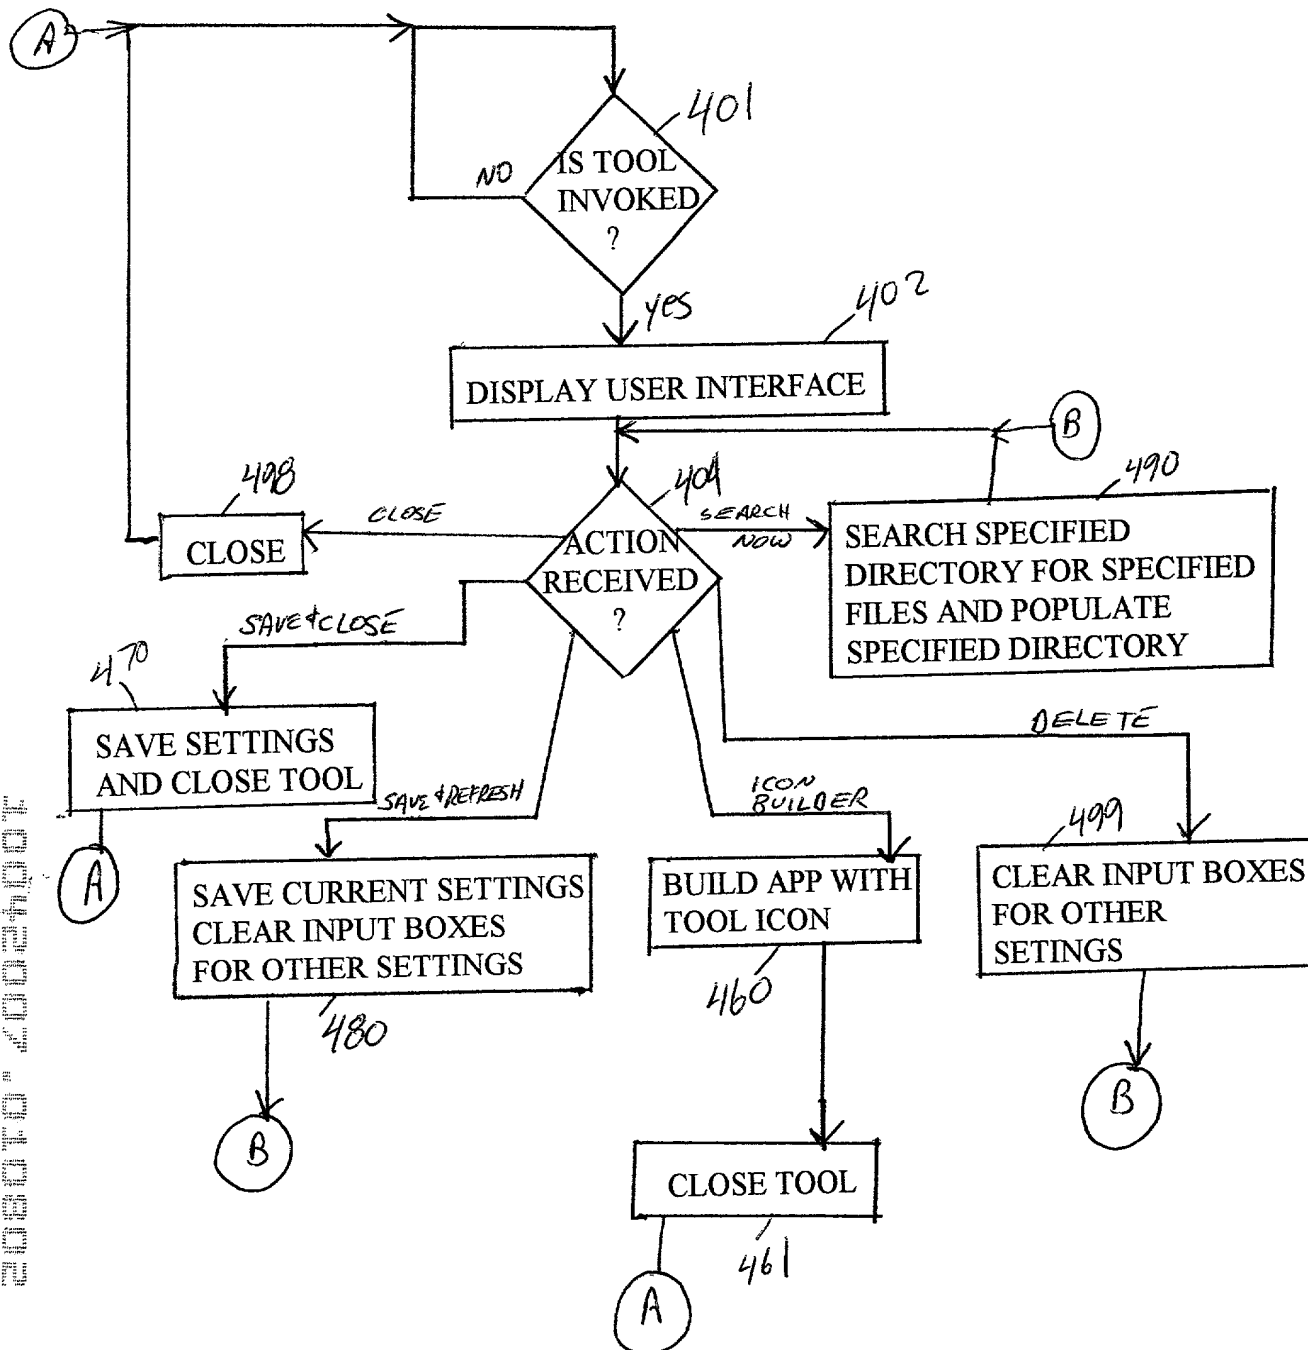 A
401
IS TOOL
INVOKED
?
NO
yes
402
DISPLAY USER INTERFACE
B
498
CLOSE
CLOSE
404
ACTION
RECEIVED
?
SEARCH
NOW
490
SEARCH SPECIFIED
DIRECTORY FOR SPECIFIED
FILES AND POPULATE
SPECIFIED DIRECTORY
SAVE & CLOSE
470
SAVE SETTINGS
AND CLOSE TOOL
A
SAVE & REFRESH
SAVE CURRENT SETTINGS
CLEAR INPUT BOXES
FOR OTHER SETTINGS
480
B
ICON
BUILDER
BUILD APP WITH
TOOL ICON
460
CLOSE TOOL
461
A
DELETE
499
CLEAR INPUT BOXES
FOR OTHER
SETINGS
B